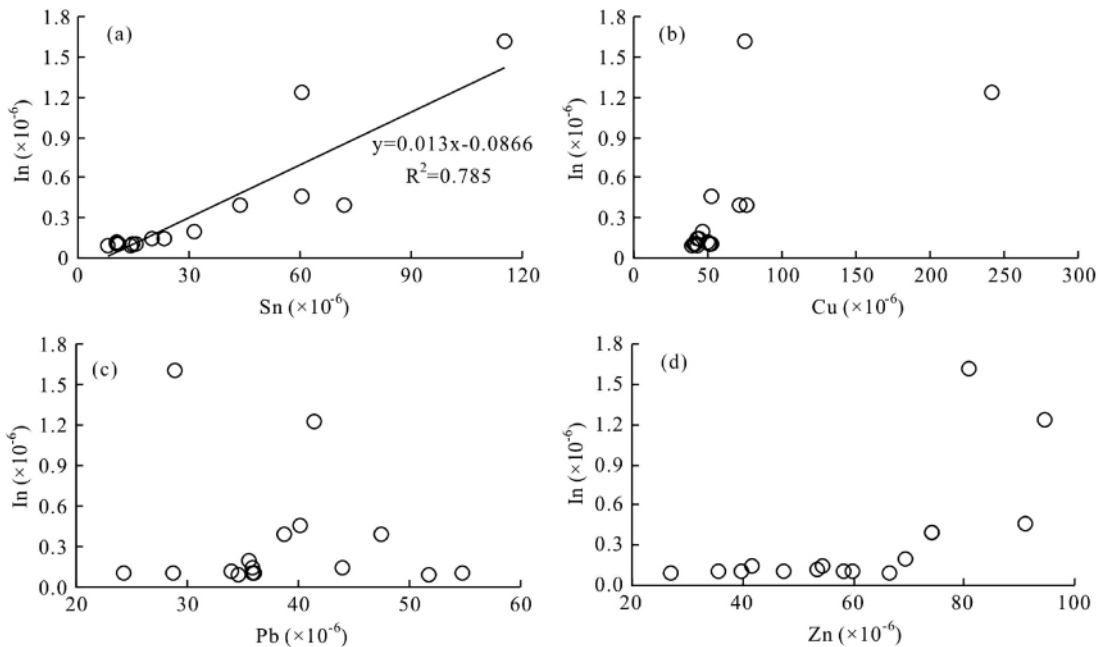 1.8
(a)
1.5
1.2
0.9
y=0.013x-0.0866
R²=0.785
0.6
0.3
0
In (×10⁻⁶)
0 30 60 90 120
Sn (×10⁻⁶)
1.8
(b)
1.5
1.2
0.9
0.6
0.3
0
In (×10⁻⁶)
0 50 100 150 200 250 300
Cu (×10⁻⁶)
1.8
(c)
1.5
1.2
0.9
0.6
0.3
0.0
In (×10⁻⁶)
20 30 40 50 60
Pb (×10⁻⁶)
1.8
(d)
1.5
1.2
0.9
0.6
0.3
0.0
In (×10⁻⁶)
20 40 60 80 100
Zn (×10⁻⁶)